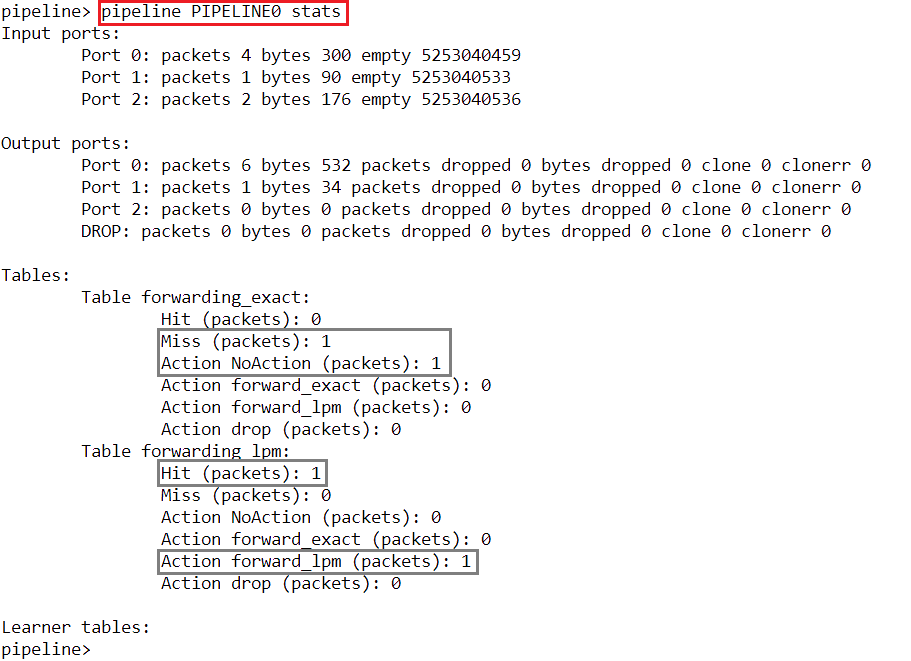 pipeline> pipeline PIPELINE0 stats
Input ports:
Port 0: packets 4 bytes 300 empty 5253040459
Port 1: packets 1 bytes 90 empty 5253040533
Port 2: packets 2 bytes 176 empty 5253040536
Output ports:
Port 0: packets 6 bytes 532 packets dropped 0 bytes dropped 0 clone 0 clonerr 0
Port 1: packets 1 bytes 34 packets dropped 0 bytes dropped 0 clone 0 clonerr 0
Port 2: packets 0 bytes 0 packets dropped 0 bytes dropped 0 clone 0 clonerr 0
DROP: packets 0 bytes 0 packets dropped 0 bytes dropped 0 clone 0 clonerr 0
Tables:
Table forwarding_exact:
Hit (packets): 0
Miss (packets): 1
Action NoAction (packets): 1
Action forward_exact (packets): 0
Action forward_lpm (packets): 0
Action drop (packets): 0
Table forwarding_lpm:
Hit (packets): 1
Miss (packets): 0
Action NoAction (packets): 0
Action forward_exact (packets): 0
Action forward_lpm (packets): 1
Action drop (packets): 0
Learner tables:
pipeline>